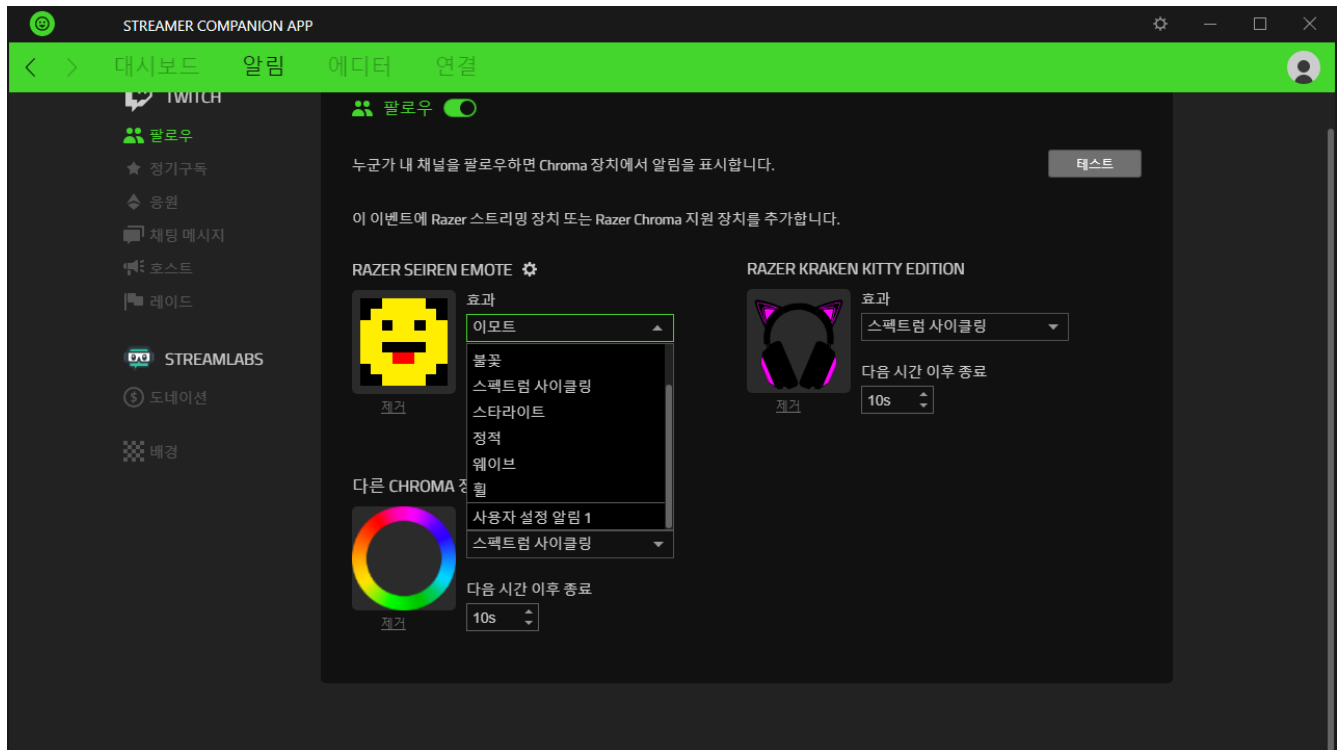 STREAMER COMPANION APP
대시보드 알림 에디터 연결
TWITCH
팔로우
정기구독
응원
채팅 메시지
호스트
레이드
STREAMLABS
도네이션
배경
팔로우
누군가 내 채널을 팔로우하면 Chroma 장치에서 알림을 표시합니다.
테스트
이 이벤트에 Razer 스트리밍 장치 또는 Razer Chroma 지원 장치를 추가합니다.
RAZER SEIREN EMOTE
효과
이모트
불꽃
스펙트럼 사이클링
스타라이트
정적
웨이브
휠
사용자 설정 알림 1
제거
RAZER KRAKEN KITTY EDITION
효과
스펙트럼 사이클링
다음 시간 이후 종료
10s
제거
다른 CHROMA
스펙트럼 사이클링
다음 시간 이후 종료
10s
제거